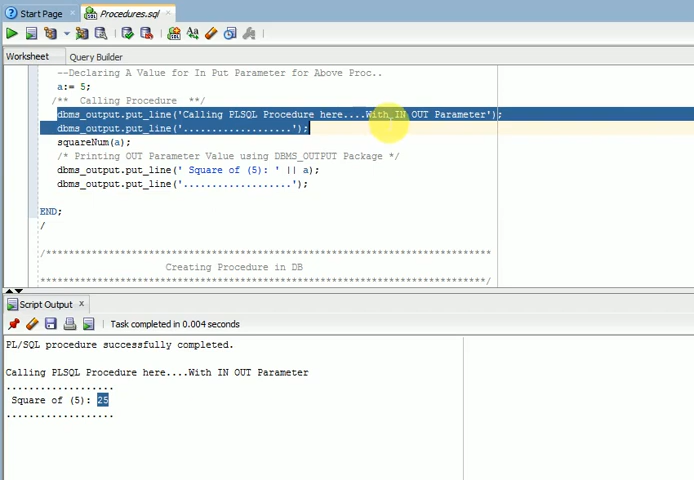 Start Page
Procedures.sql
Worksheet Query Builder
--Declaring A Value for In Put Parameter for Above Proc..
a:= 5;
/** Calling Procedure **/
dbms_output.put_line('Calling PLSQL Procedure here....With IN OUT Parameter');
dbms_output.put_line('...................');
squareNum(a);
/* Printing OUT Parameter Value using DBMS_OUTPUT Package */
dbms_output.put_line(' Square of (5): ' || a);
dbms_output.put_line('...................');
END;
/
/******************************************************************************
Creating Procedure in DB
******************************************************************************/
Script Output
Task completed in 0.004 seconds
PL/SQL procedure successfully completed.
Calling PLSQL Procedure here....With IN OUT Parameter
...................
Square of (5): 25
...................